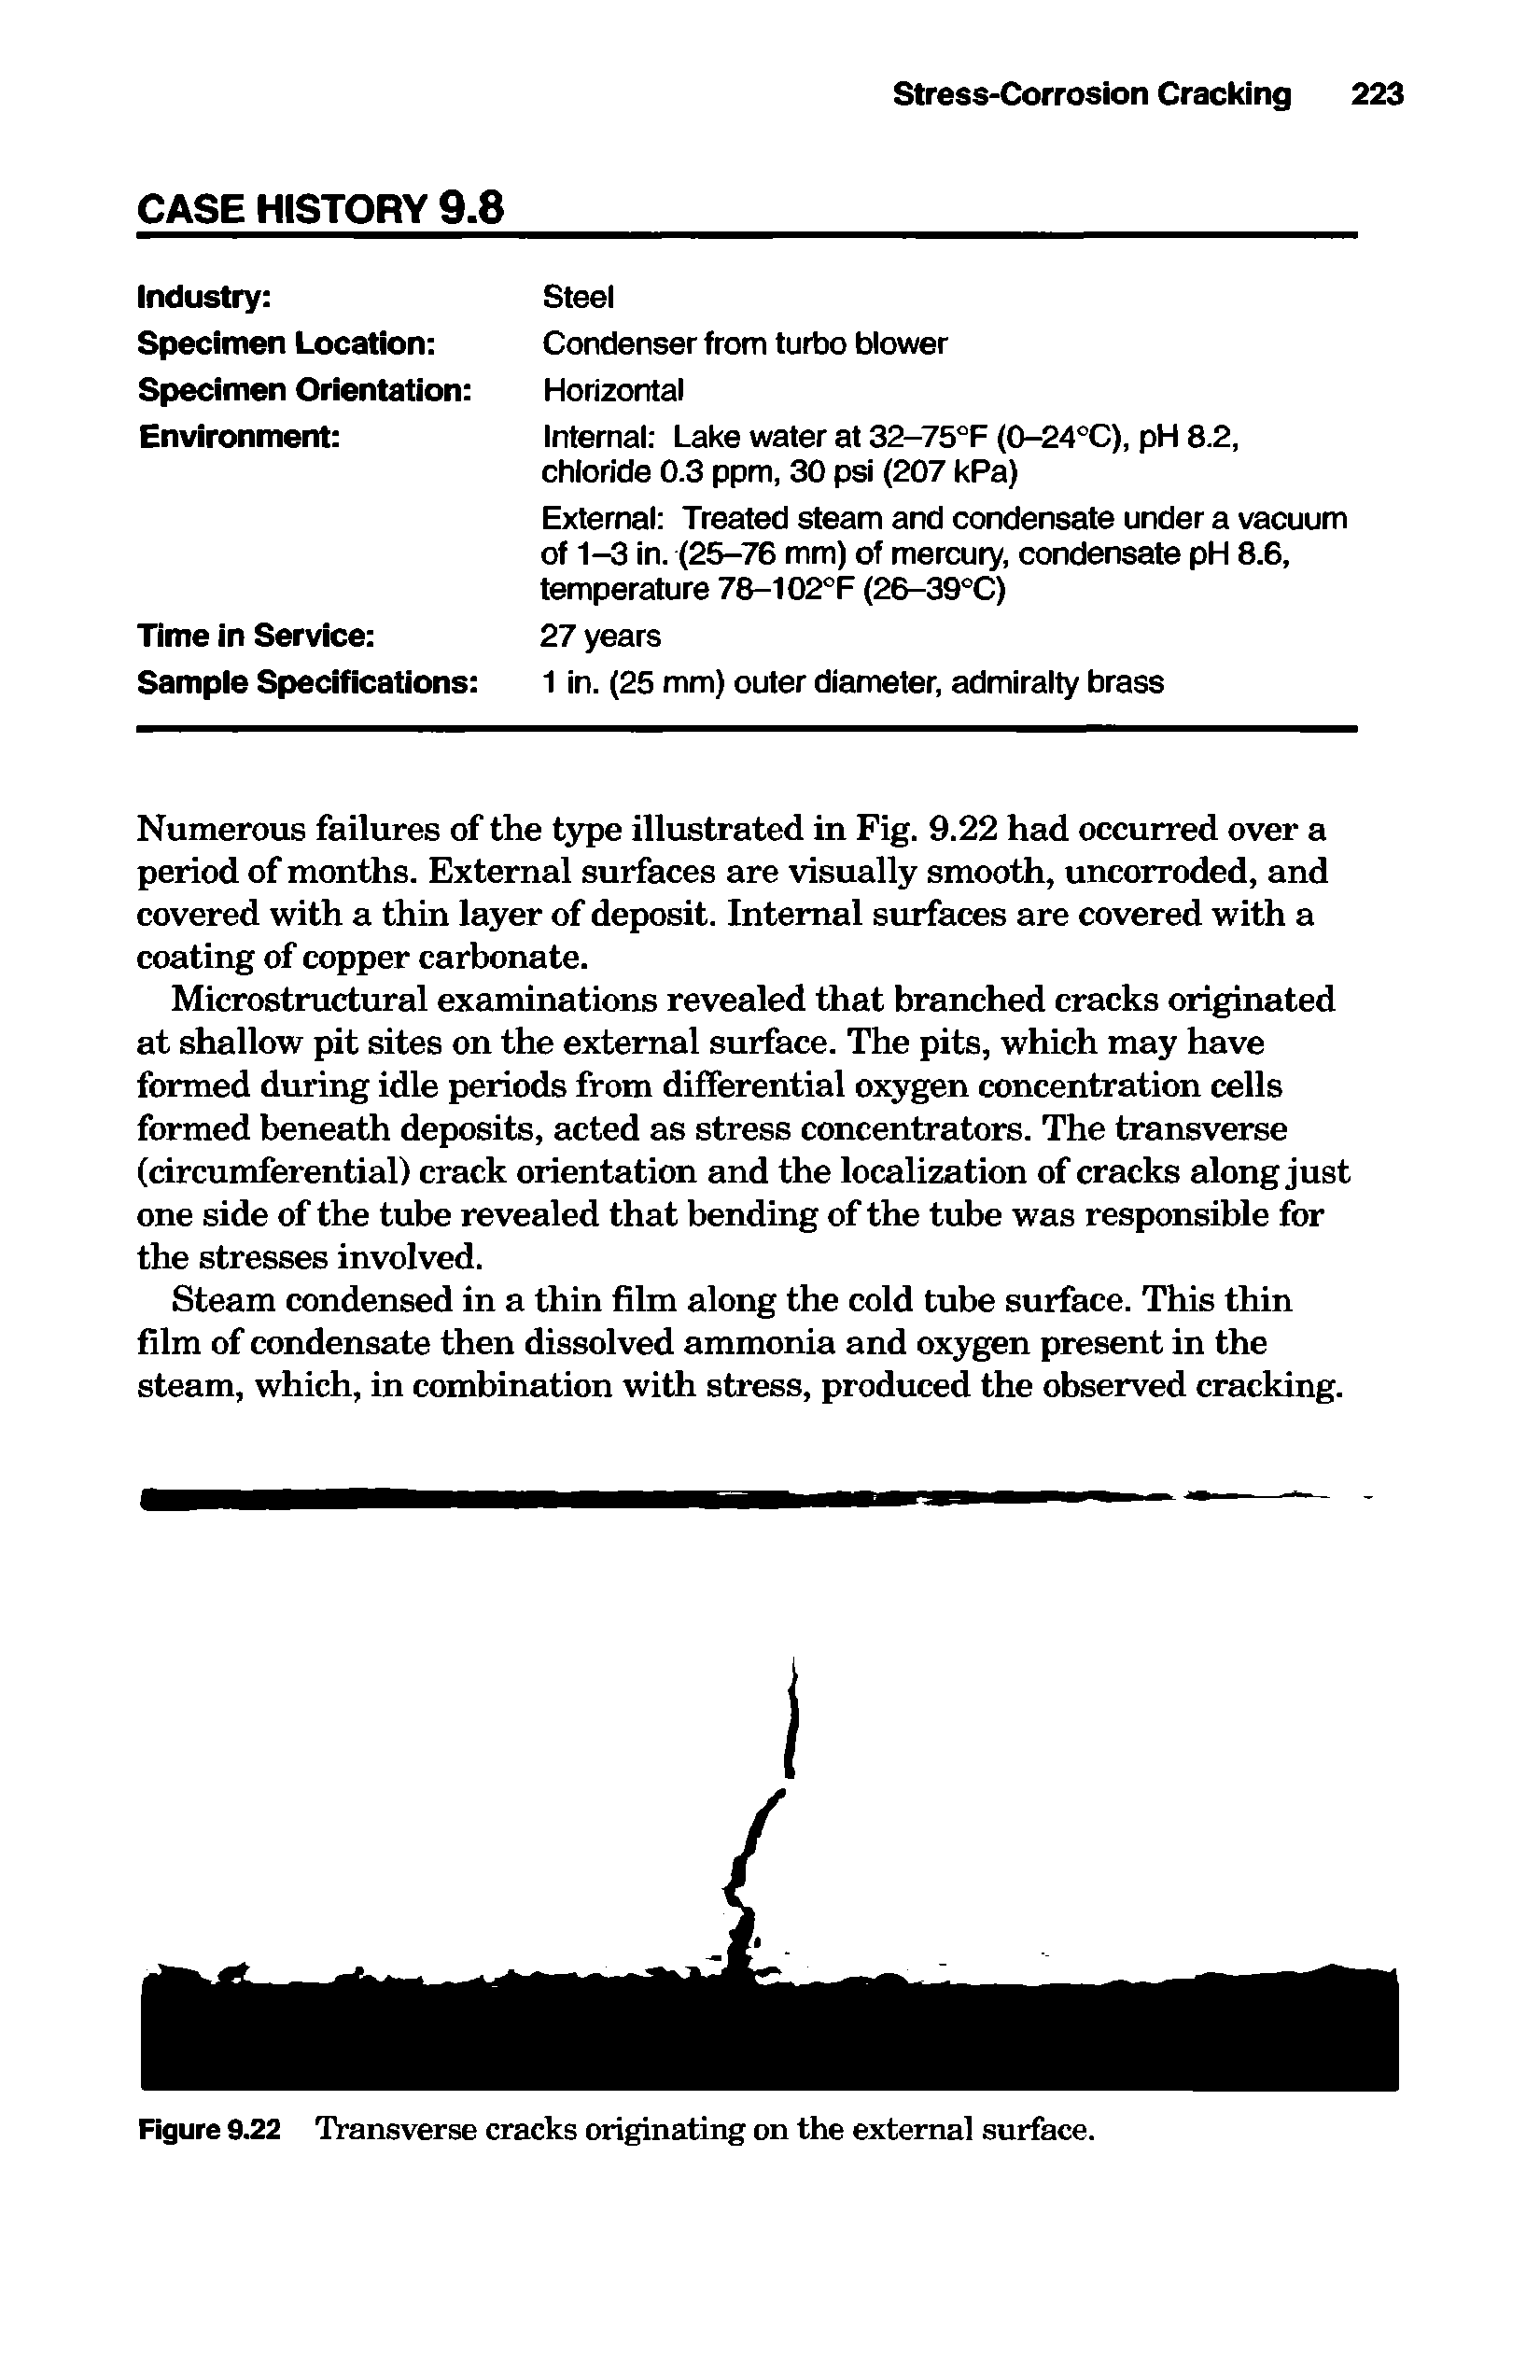 Stress-Corrosion Cracking 223
CASE HISTORY 9.8
Industry: Steel
Specimen Location: Condenser from turbo blower
Specimen Orientation: Horizontal
Environment: Internal: Lake water at 32–75°F (0–24°C), pH 8.2,
chloride 0.3 ppm, 30 psi (207 kPa)
External: Treated steam and condensate under a vacuum
of 1–3 in. (25–76 mm) of mercury, condensate pH 8.6,
temperature 78–102°F (26–39°C)
Time in Service: 27 years
Sample Specifications: 1 in. (25 mm) outer diameter, admiralty brass
Numerous failures of the type illustrated in Fig. 9.22 had occurred over a
period of months. External surfaces are visually smooth, uncorroded, and
covered with a thin layer of deposit. Internal surfaces are covered with a
coating of copper carbonate.
Microstructural examinations revealed that branched cracks originated
at shallow pit sites on the external surface. The pits, which may have
formed during idle periods from differential oxygen concentration cells
formed beneath deposits, acted as stress concentrators. The transverse
(circumferential) crack orientation and the localization of cracks along just
one side of the tube revealed that bending of the tube was responsible for
the stresses involved.
Steam condensed in a thin film along the cold tube surface. This thin
film of condensate then dissolved ammonia and oxygen present in the
steam, which, in combination with stress, produced the observed cracking.
Figure 9.22 Transverse cracks originating on the external surface.